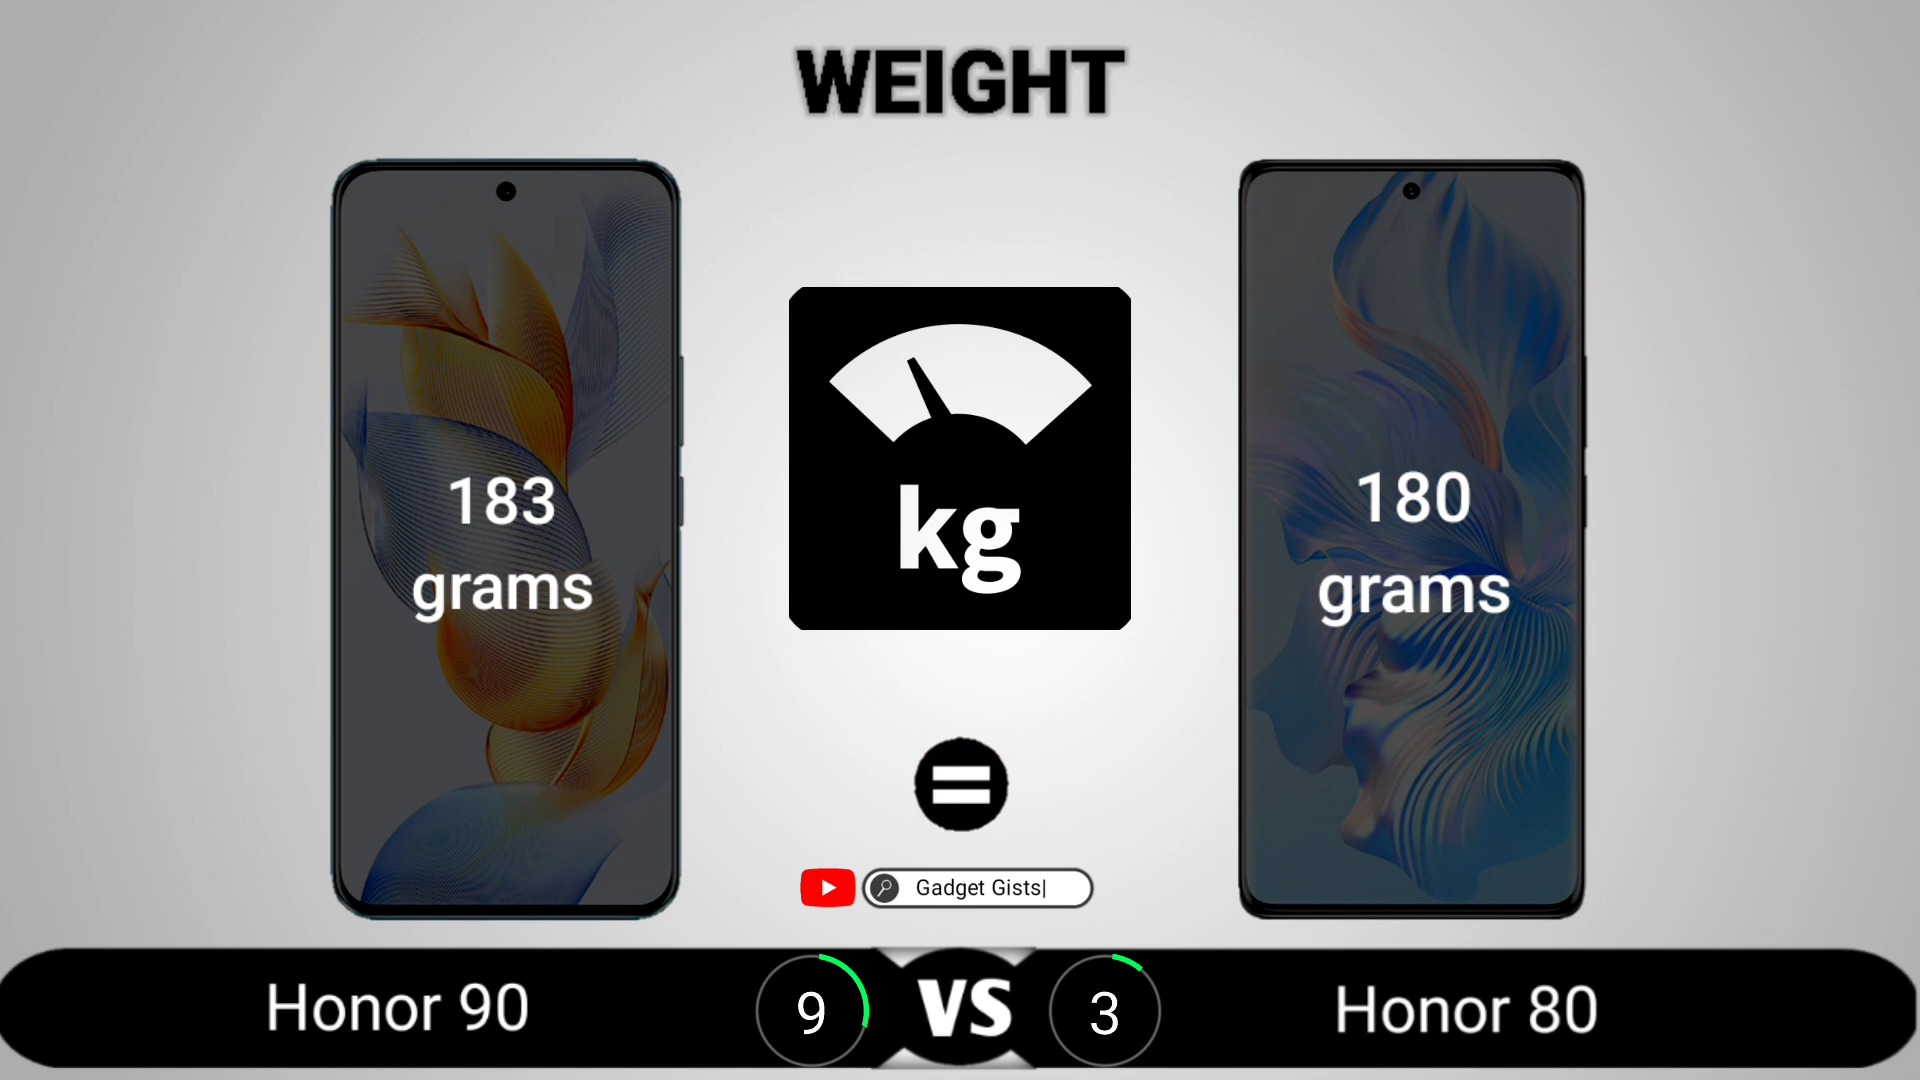 WEIGHT
183
grams
kg
180
grams
Gadget Gists|
Honor 90
9
VS
3
Honor 80